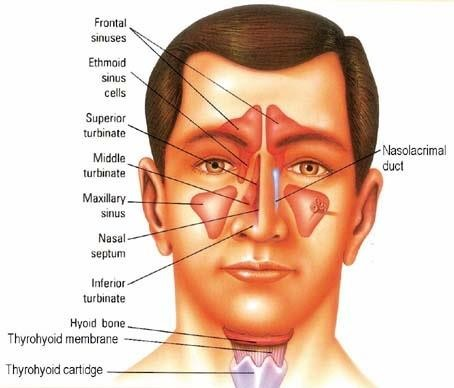 Frontal
sinuses
Ethmoid
sinus
cells
Superior
turbinate
Middle
turbinate
Maxillary
sinus
Nasal
septum
Inferior
turbinate
Hyoid bone
Thyrohyoid membrane
Thyrohyoid cartidge
Nasolacrimal
duct